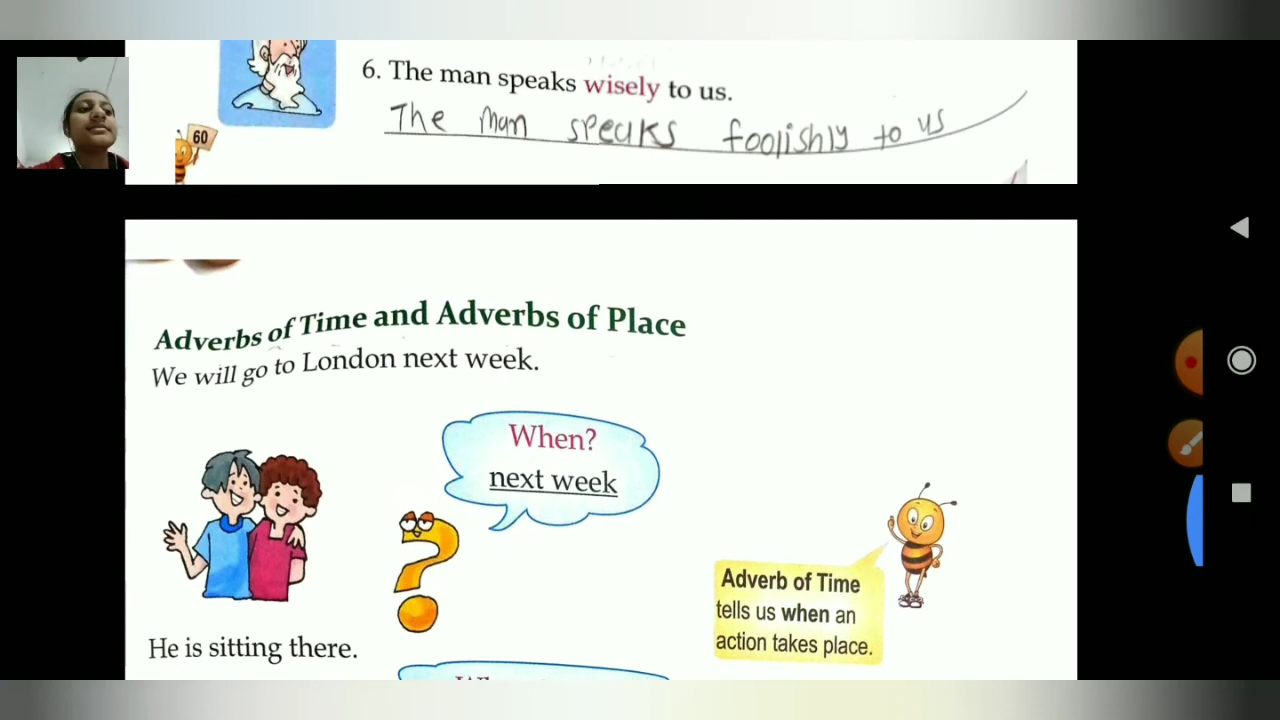 6. The man speaks wisely to us.
The man speaks foolishly to us
60
Adverbs of Time and Adverbs of Place
We will go to London next week.
When?
next week
Adverb of Time
tells us when an
action takes place.
He is sitting there.